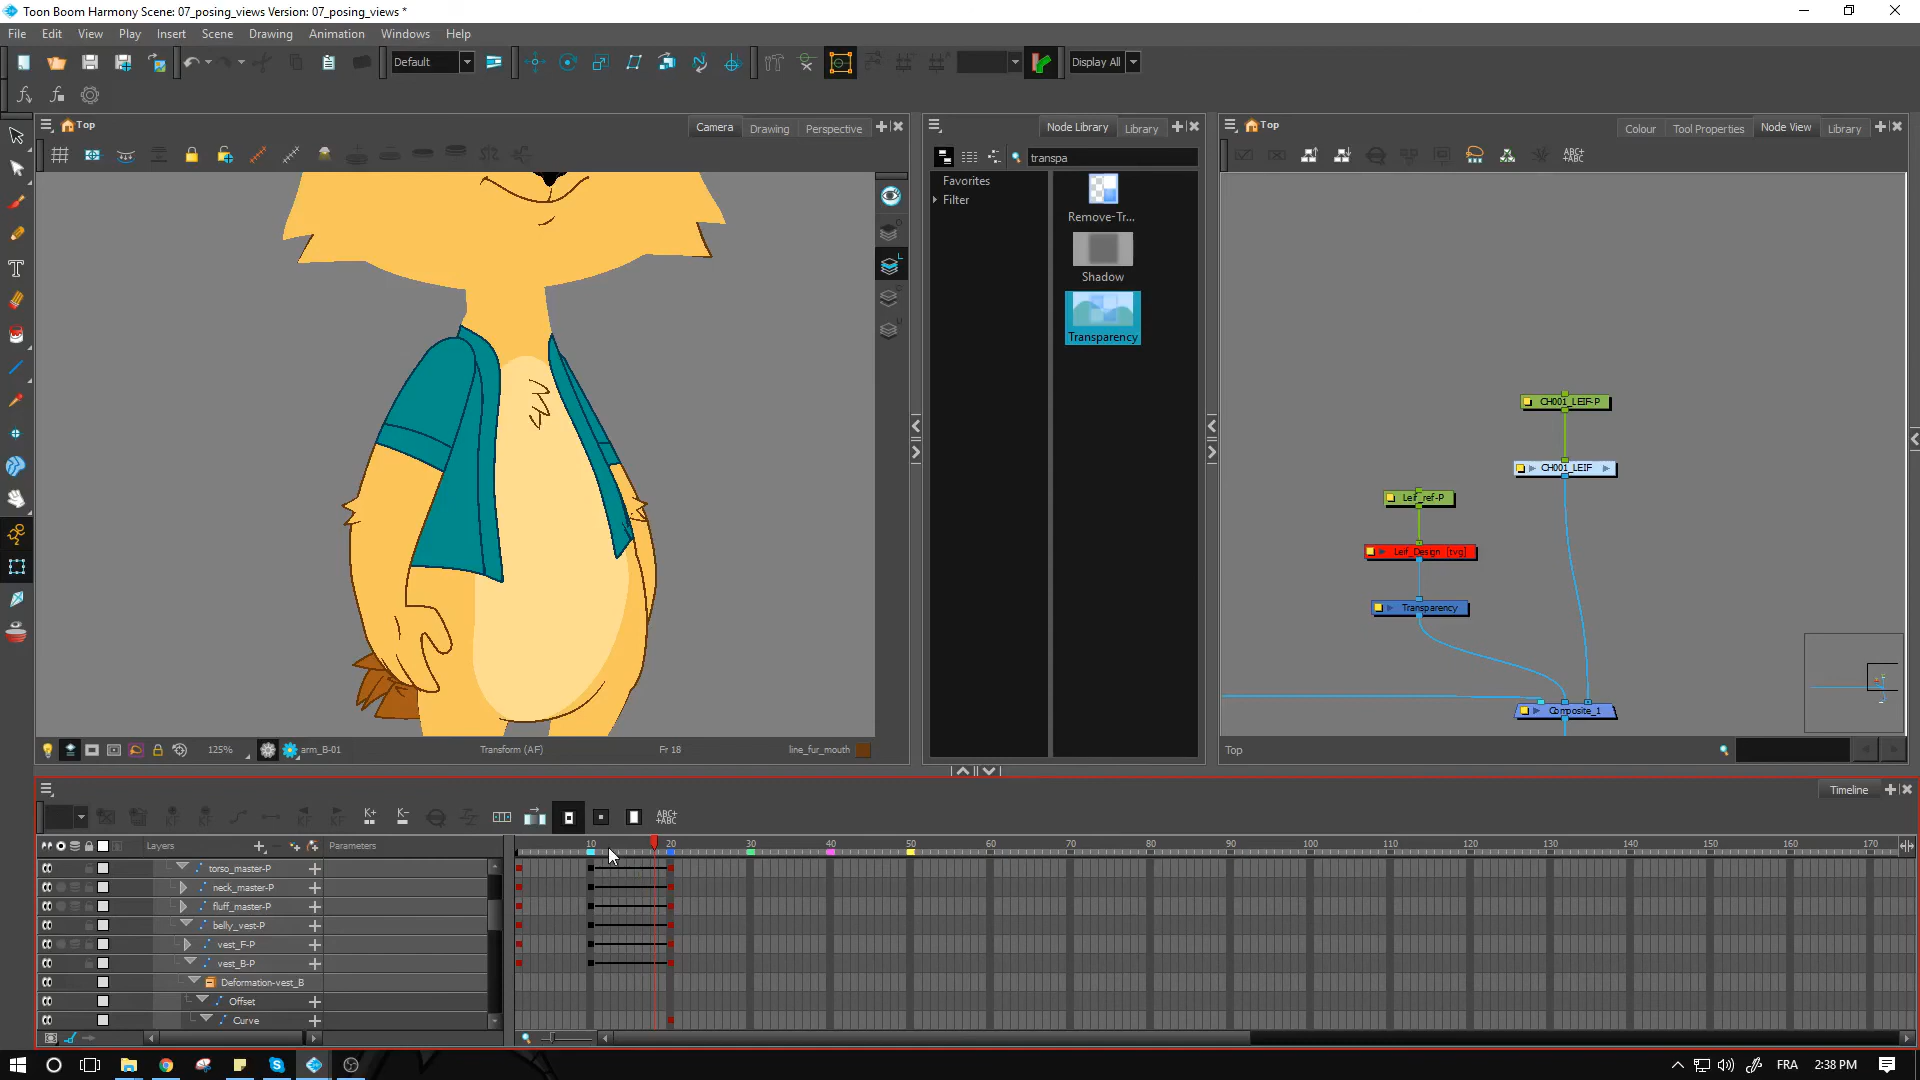 Toon Boom Harmony Scene: 07_posing_views Version: 07_posing_views *
File Edit View Play Insert Scene Drawing Animation Windows Help
Default
Display All
Top
Camera Drawing Perspective
Node Library Library
Top
Colour Tool Properties Node View Library
transpa
ABC+
+ABC
Favorites
Filter
Remove-Tr...
Shadow
Transparency
CH001_LEIF-P
CH001_LEIF
Leif_ref-P
Leif_Design [tvg]
Transparency
Composite_1
125% arm_B-01 Transform (AF) Fr 18 line_fur_mouth
Top
Timeline
K+ K-
ABC+
+ABC
Layers Parameters
10 20 30 40 50 60 70 80 90 100 110 120 130 140 150 160 170
torso_master-P
neck_master-P
fluff_master-P
belly_vest-P
vest_F-P
vest_B-P
Deformation-vest_B
Offset
Curve
FRA 2:38 PM